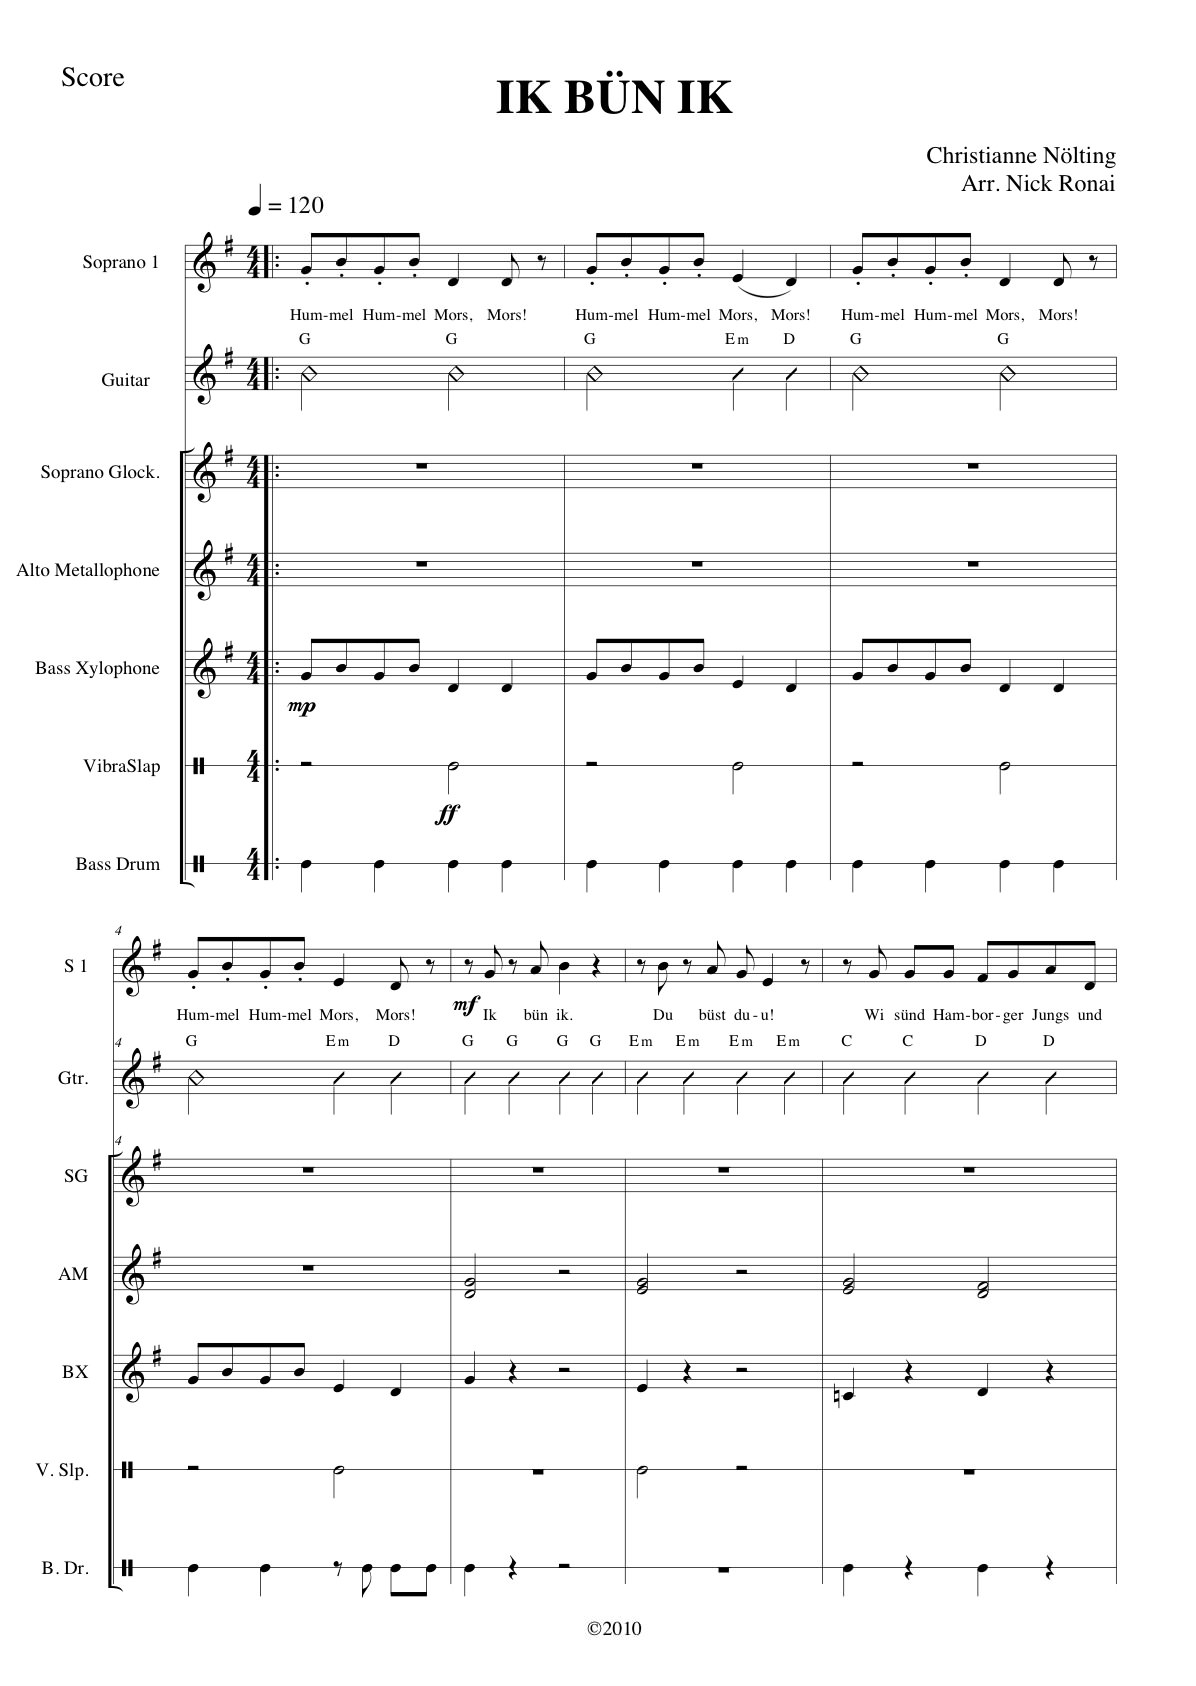 Score
IK BÜN IK
Christianne Nölting
Arr. Nick Ronai
= 120
Soprano 1
Hum-mel Hum-mel Mors, Mors! Hum-mel Hum-mel Mors, Mors! Hum-mel Hum-mel Mors, Mors!
G G G Em D G G
Guitar
Soprano Glock.
Alto Metallophone
Bass Xylophone
mp
VibraSlap
ff
Bass Drum
4
S 1
mf
Hum-mel Hum-mel Mors, Mors! Ik bün ik. Du büst du-u! Wi sünd Ham-bor-ger Jungs und
G Em D G G G G Em Em Em Em C C D D
4
Gtr.
4
SG
AM
BX
V. Slp.
B. Dr.
©2010